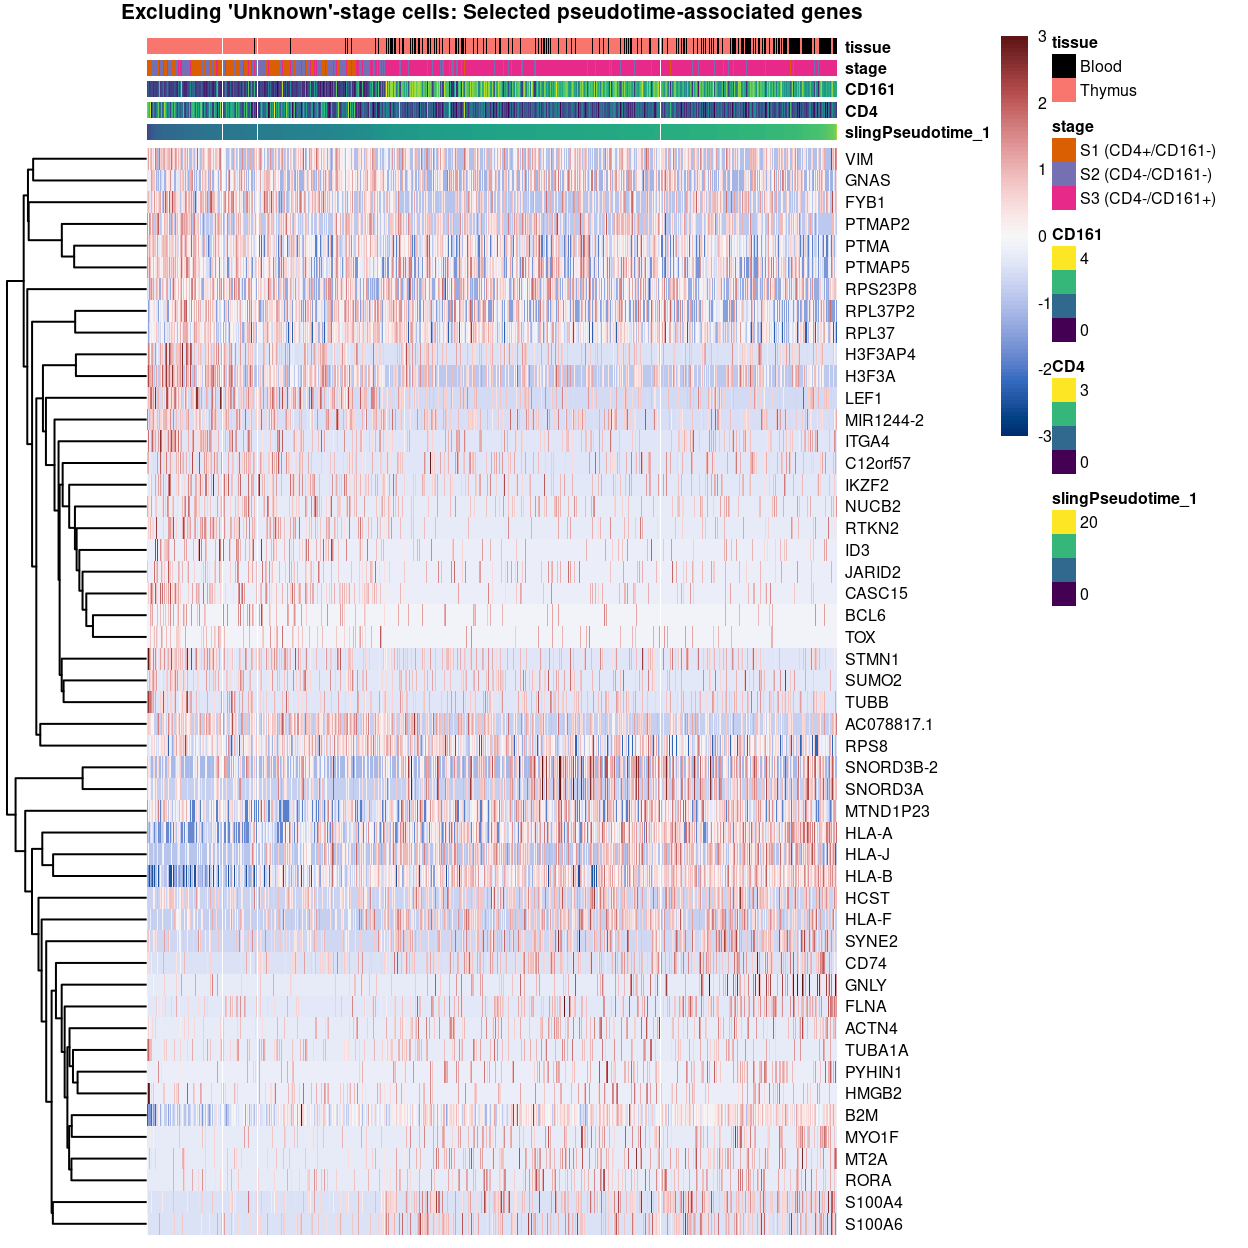 Excluding 'Unknown'-stage cells: Selected pseudotime-associated genes
tissue
stage
CD161
CD4
slingPseudotime_1
VIM
GNAS
FYB1
PTMAP2
PTMA
PTMAP5
RPS23P8
RPL37P2
RPL37
H3F3AP4
H3F3A
LEF1
MIR1244-2
ITGA4
C12orf57
IKZF2
NUCB2
RTKN2
ID3
JARID2
CASC15
BCL6
TOX
STMN1
SUMO2
TUBB
AC078817.1
RPS8
SNORD3B-2
SNORD3A
MTND1P23
HLA-A
HLA-J
HLA-B
HCST
HLA-F
SYNE2
CD74
GNLY
FLNA
ACTN4
TUBA1A
PYHIN1
HMGB2
B2M
MYO1F
MT2A
RORA
S100A4
S100A6
3
2
1
0
-1
-2
-3
tissue
Blood
Thymus
stage
S1 (CD4+/CD161-)
S2 (CD4-/CD161-)
S3 (CD4-/CD161+)
CD161
4
0
CD4
3
0
slingPseudotime_1
20
0